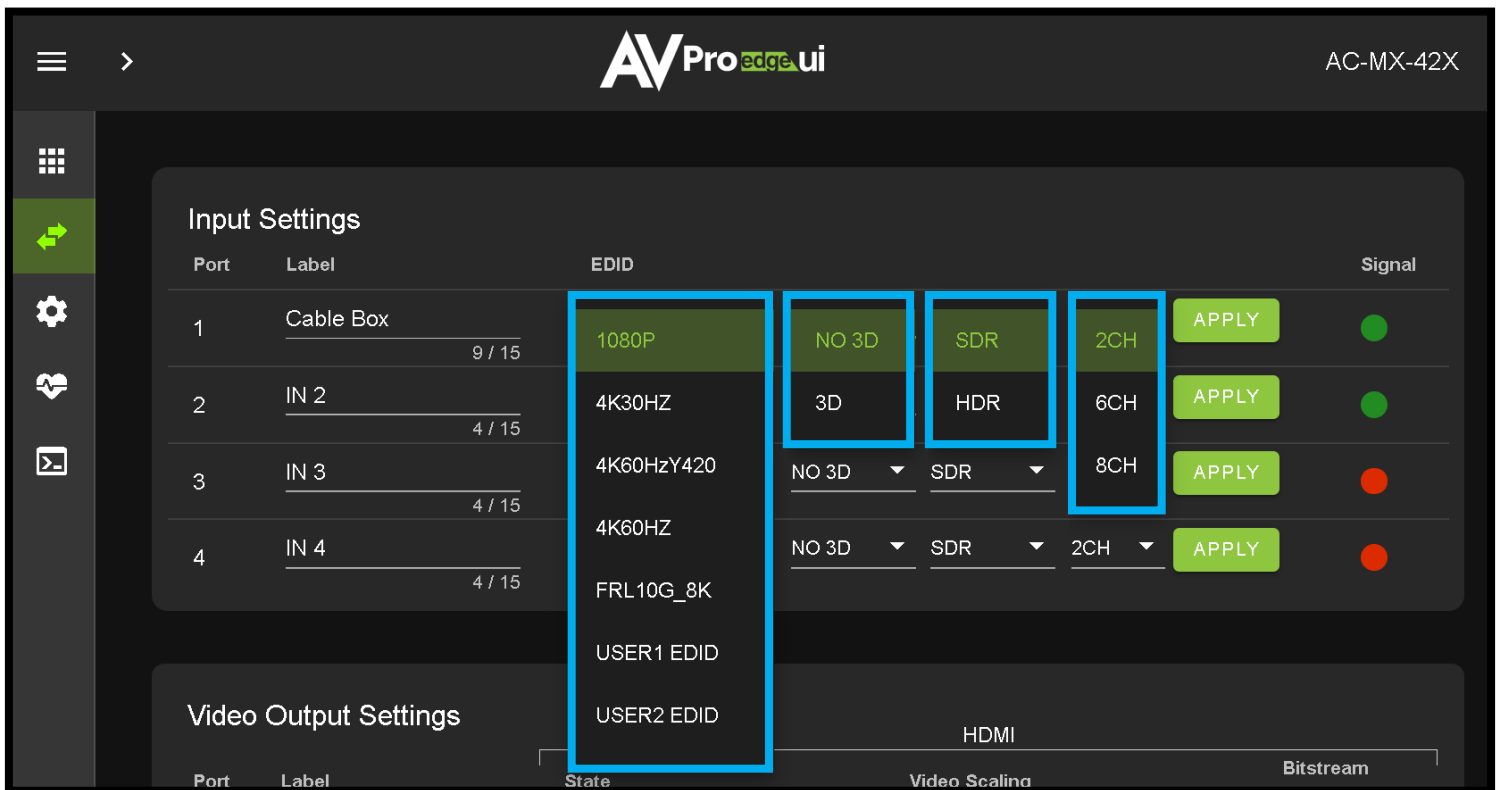 AVPro edge.ui
AC-MX-42X
Input Settings
Port Label EDID Signal
1 Cable Box 9 / 15 APPLY
2 IN 2 4 / 15 APPLY
3 IN 3 4 / 15 NO 3D SDR APPLY
4 IN 4 4 / 15 NO 3D SDR 2CH APPLY
1080P
4K30HZ
4K60HzY420
4K60HZ
FRL10G_8K
USER1 EDID
USER2 EDID
NO 3D
3D
SDR
HDR
2CH
6CH
8CH
Video Output Settings
HDMI
Port Label State Video Scaling Bitstream